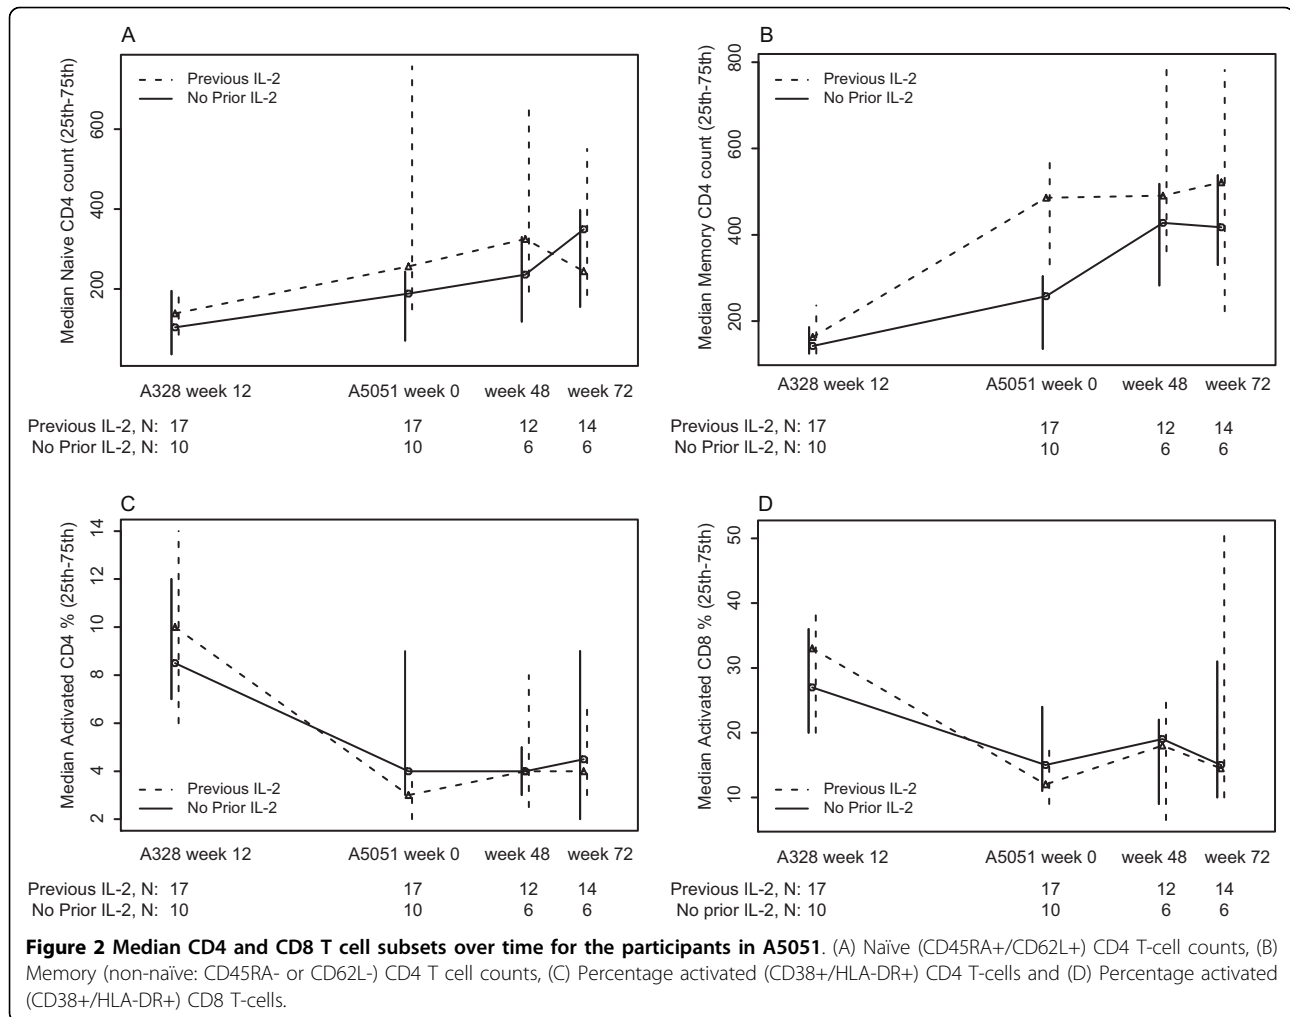 A
Median Naive CD4 count (25th-75th)
600
400
200
Previous IL-2
No Prior IL-2
A328 week 12 A5051 week 0 week 48 week 72
Previous IL-2, N: 17 17 12 14
No Prior IL-2, N: 10 10 6 6
B
Median Memory CD4 count (25th-75th)
800
600
400
200
Previous IL-2
No Prior IL-2
A328 week 12 A5051 week 0 week 48 week 72
Previous IL-2, N: 17 17 12 14
No Prior IL-2, N: 10 10 6 6
C
Median Activated CD4 % (25th-75th)
14
12
10
8
6
4
2
Previous IL-2
No Prior IL-2
A328 week 12 A5051 week 0 week 48 week 72
Previous IL-2, N: 17 17 12 14
No Prior IL-2, N: 10 10 6 6
D
Median Activated CD8 % (25th-75th)
50
40
30
20
10
Previous IL-2
No Prior IL-2
A328 week 12 A5051 week 0 week 48 week 72
Previous IL-2, N: 17 17 12 14
No prior IL-2, N: 10 10 6 6
Figure 2 Median CD4 and CD8 T cell subsets over time for the participants in A5051. (A) Naïve (CD45RA+/CD62L+) CD4 T-cell counts, (B)
Memory (non-naïve: CD45RA- or CD62L-) CD4 T cell counts, (C) Percentage activated (CD38+/HLA-DR+) CD4 T-cells and (D) Percentage activated
(CD38+/HLA-DR+) CD8 T-cells.